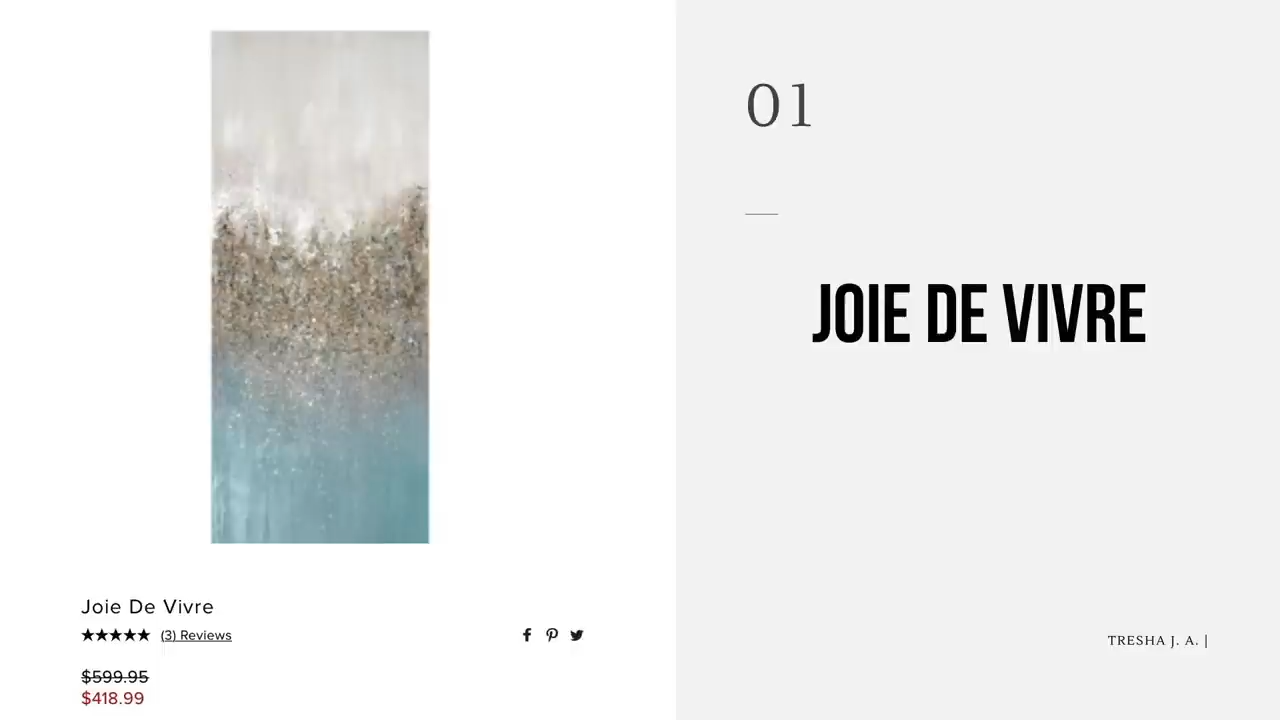 Joie De Vivre
★★★★★ (3) Reviews
$599.95
$418.99
01
JOIE DE VIVRE
TRESHA J. A. |